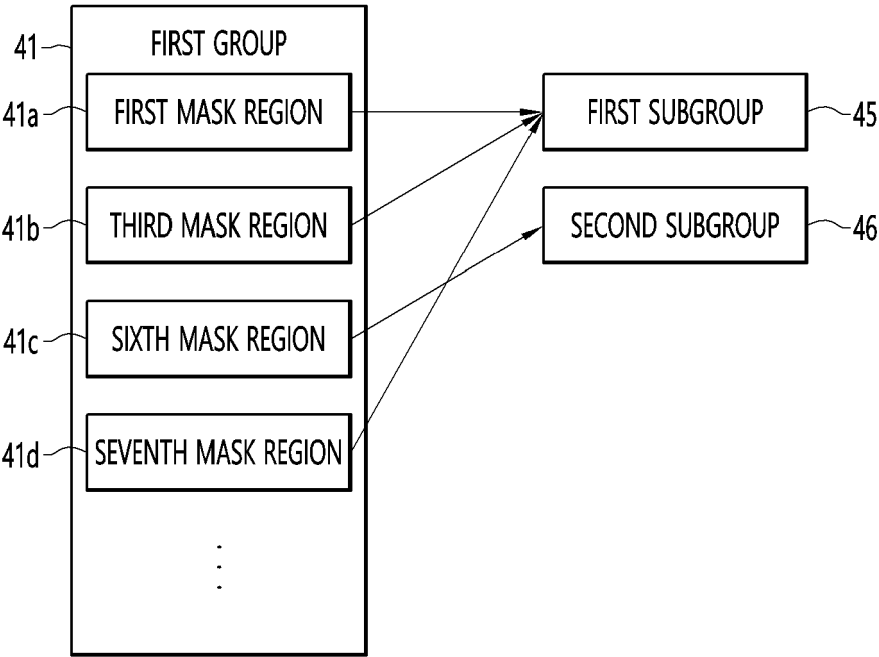 41 FIRST GROUP
41a FIRST MASK REGION FIRST SUBGROUP 45
41b THIRD MASK REGION SECOND SUBGROUP 46
41c SIXTH MASK REGION
41d SEVENTH MASK REGION